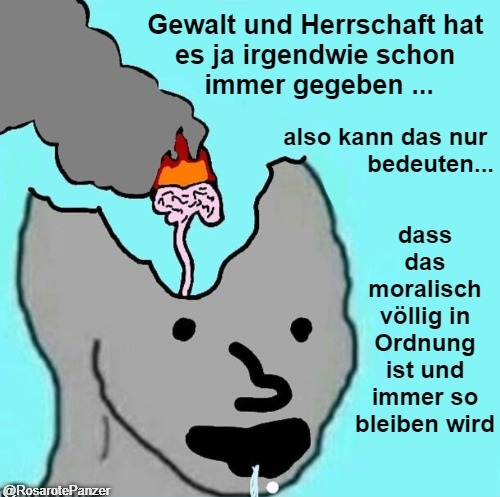 Gewalt und Herrschaft hat
es ja irgendwie schon
immer gegeben ...
also kann das nur
bedeuten...
dass
das
moralisch
völlig in
Ordnung
ist und
immer so
bleiben wird
@RosarotePanzer